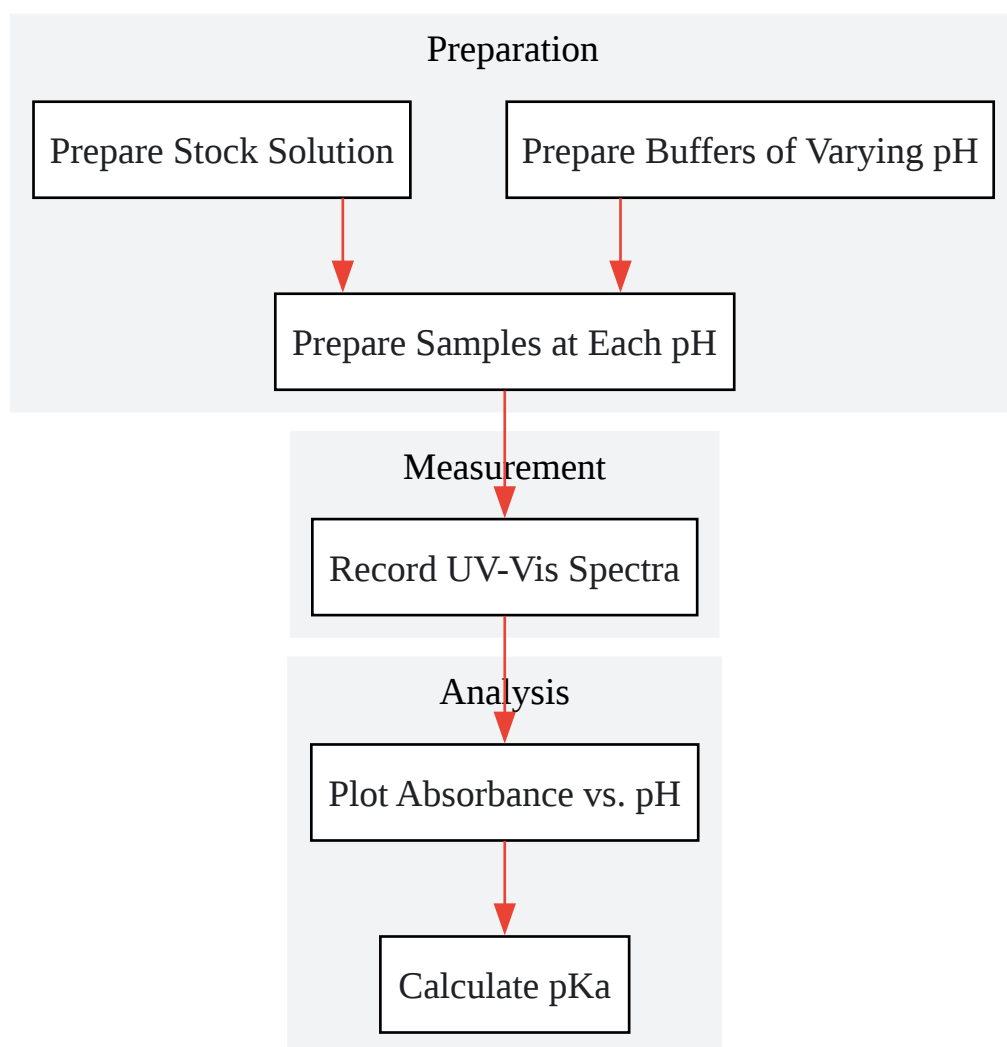 Preparation
Prepare Stock Solution
Prepare Buffers of Varying pH
Prepare Samples at Each pH
Measurement
Record UV-Vis Spectra
Analysis
Plot Absorbance vs. pH
Calculate pKa